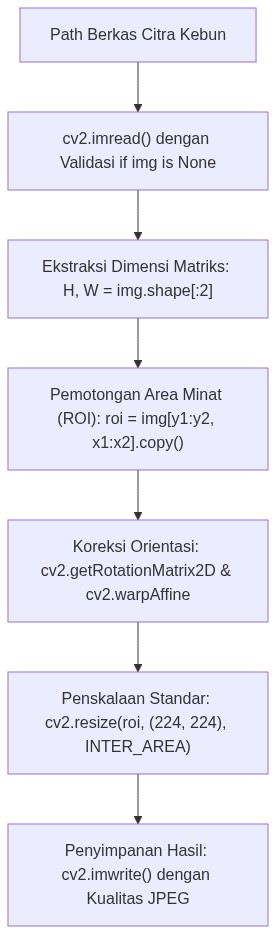 Path Berkas Citra Kebun
cv2.imread() dengan
Validasi if img is None
Ekstraksi Dimensi Matriks:
H, W = img.shape[:2]
Pemotongan Area Minat
(ROI): roi = img[y1:y2,
x1:x2].copy()
Koreksi Orientasi:
cv2.getRotationMatrix2D &
cv2.warpAffine
Penskalaan Standar:
cv2.resize(roi, (224, 224),
INTER_AREA)
Penyimpanan Hasil:
cv2.imwrite() dengan
Kualitas JPEG